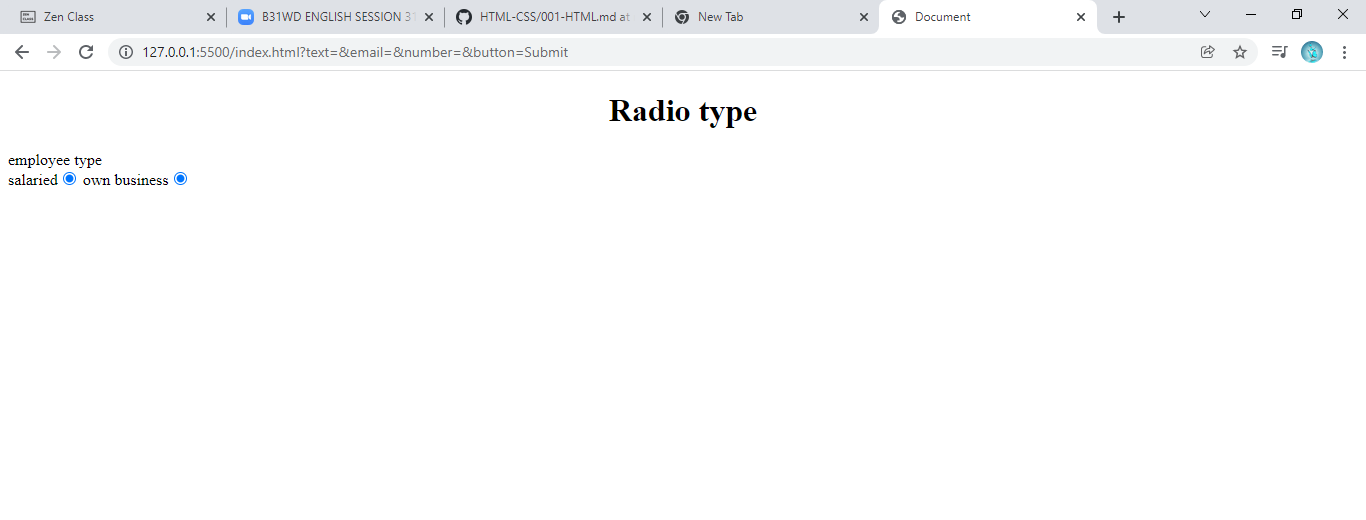 Zen Class
B31WD ENGLISH SESSION 31
HTML-CSS/001-HTML.md at
New Tab
Document
127.0.0.1:5500/index.html?text=&email=&number=&button=Submit
Radio type
employee type
salaried own business